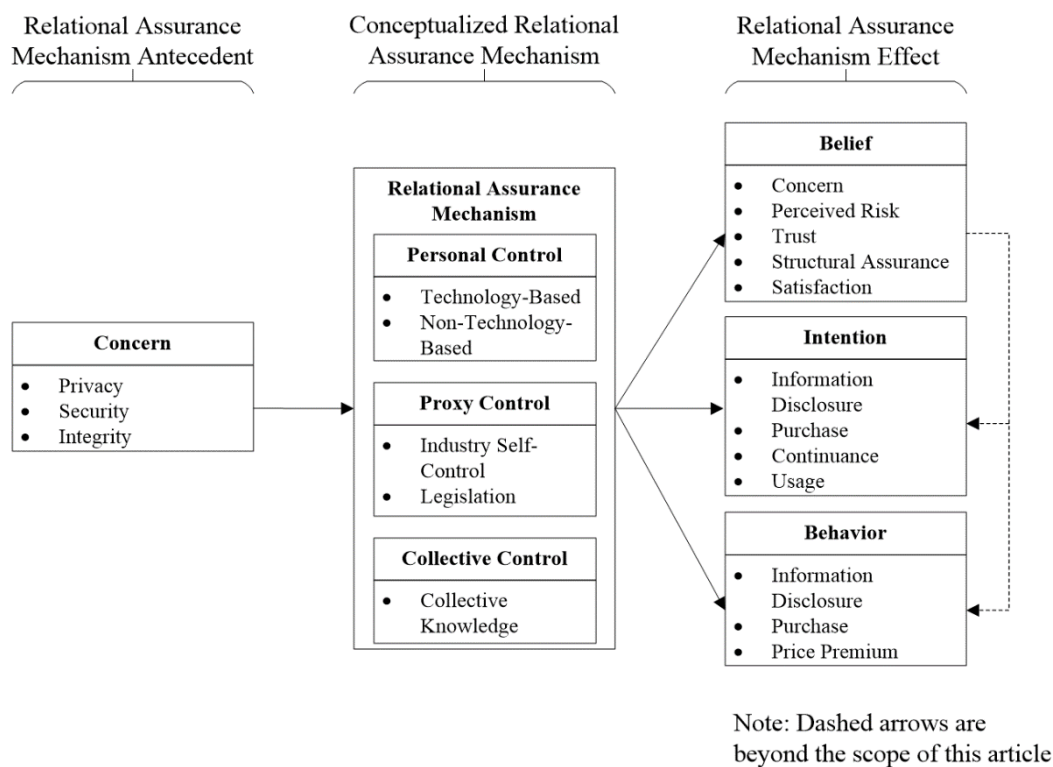 Relational Assurance
Mechanism Antecedent
Conceptualized Relational
Assurance Mechanism
Relational Assurance
Mechanism Effect
Concern
• Privacy
• Security
• Integrity
Relational Assurance
Mechanism
Personal Control
• Technology-Based
• Non-Technology-
Based
Proxy Control
• Industry Self-
Control
• Legislation
Collective Control
• Collective
Knowledge
Belief
• Concern
• Perceived Risk
• Trust
• Structural Assurance
• Satisfaction
Intention
• Information
Disclosure
• Purchase
• Continuance
• Usage
Behavior
• Information
Disclosure
• Purchase
• Price Premium
Note: Dashed arrows are
beyond the scope of this article